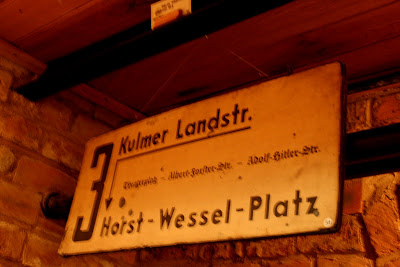 3 Kulmer Landstr.
- Albert-Forster-Str. - Adolf-Hitler-Str.
Horst-Wessel-Platz